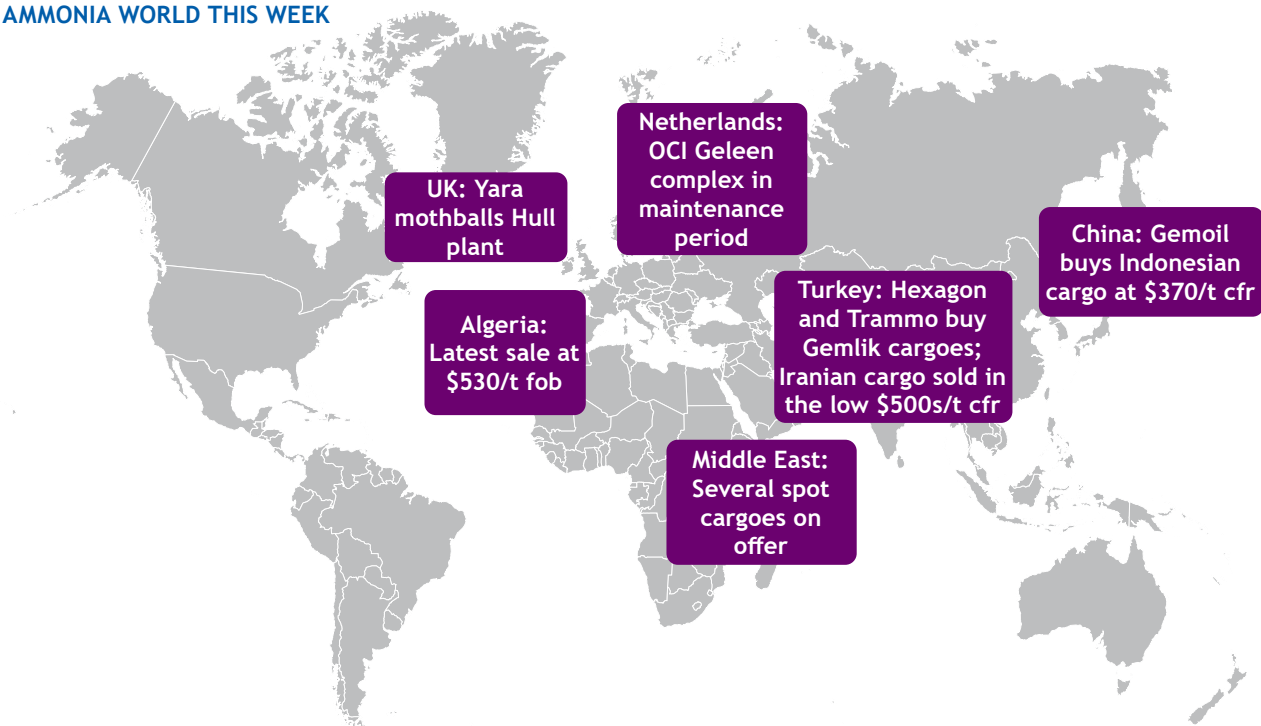 AMMONIA WORLD THIS WEEK
Netherlands:
OCI Geleen
complex in
maintenance
period
UK: Yara
mothballs Hull
plant
China: Gemoil
buys Indonesian
cargo at $370/t cfr
Turkey: Hexagon
and Trammo buy
Gemlik cargoes;
Iranian cargo sold in
the low $500s/t cfr
Algeria:
Latest sale at
$530/t fob
Middle East:
Several spot
cargoes on
offer